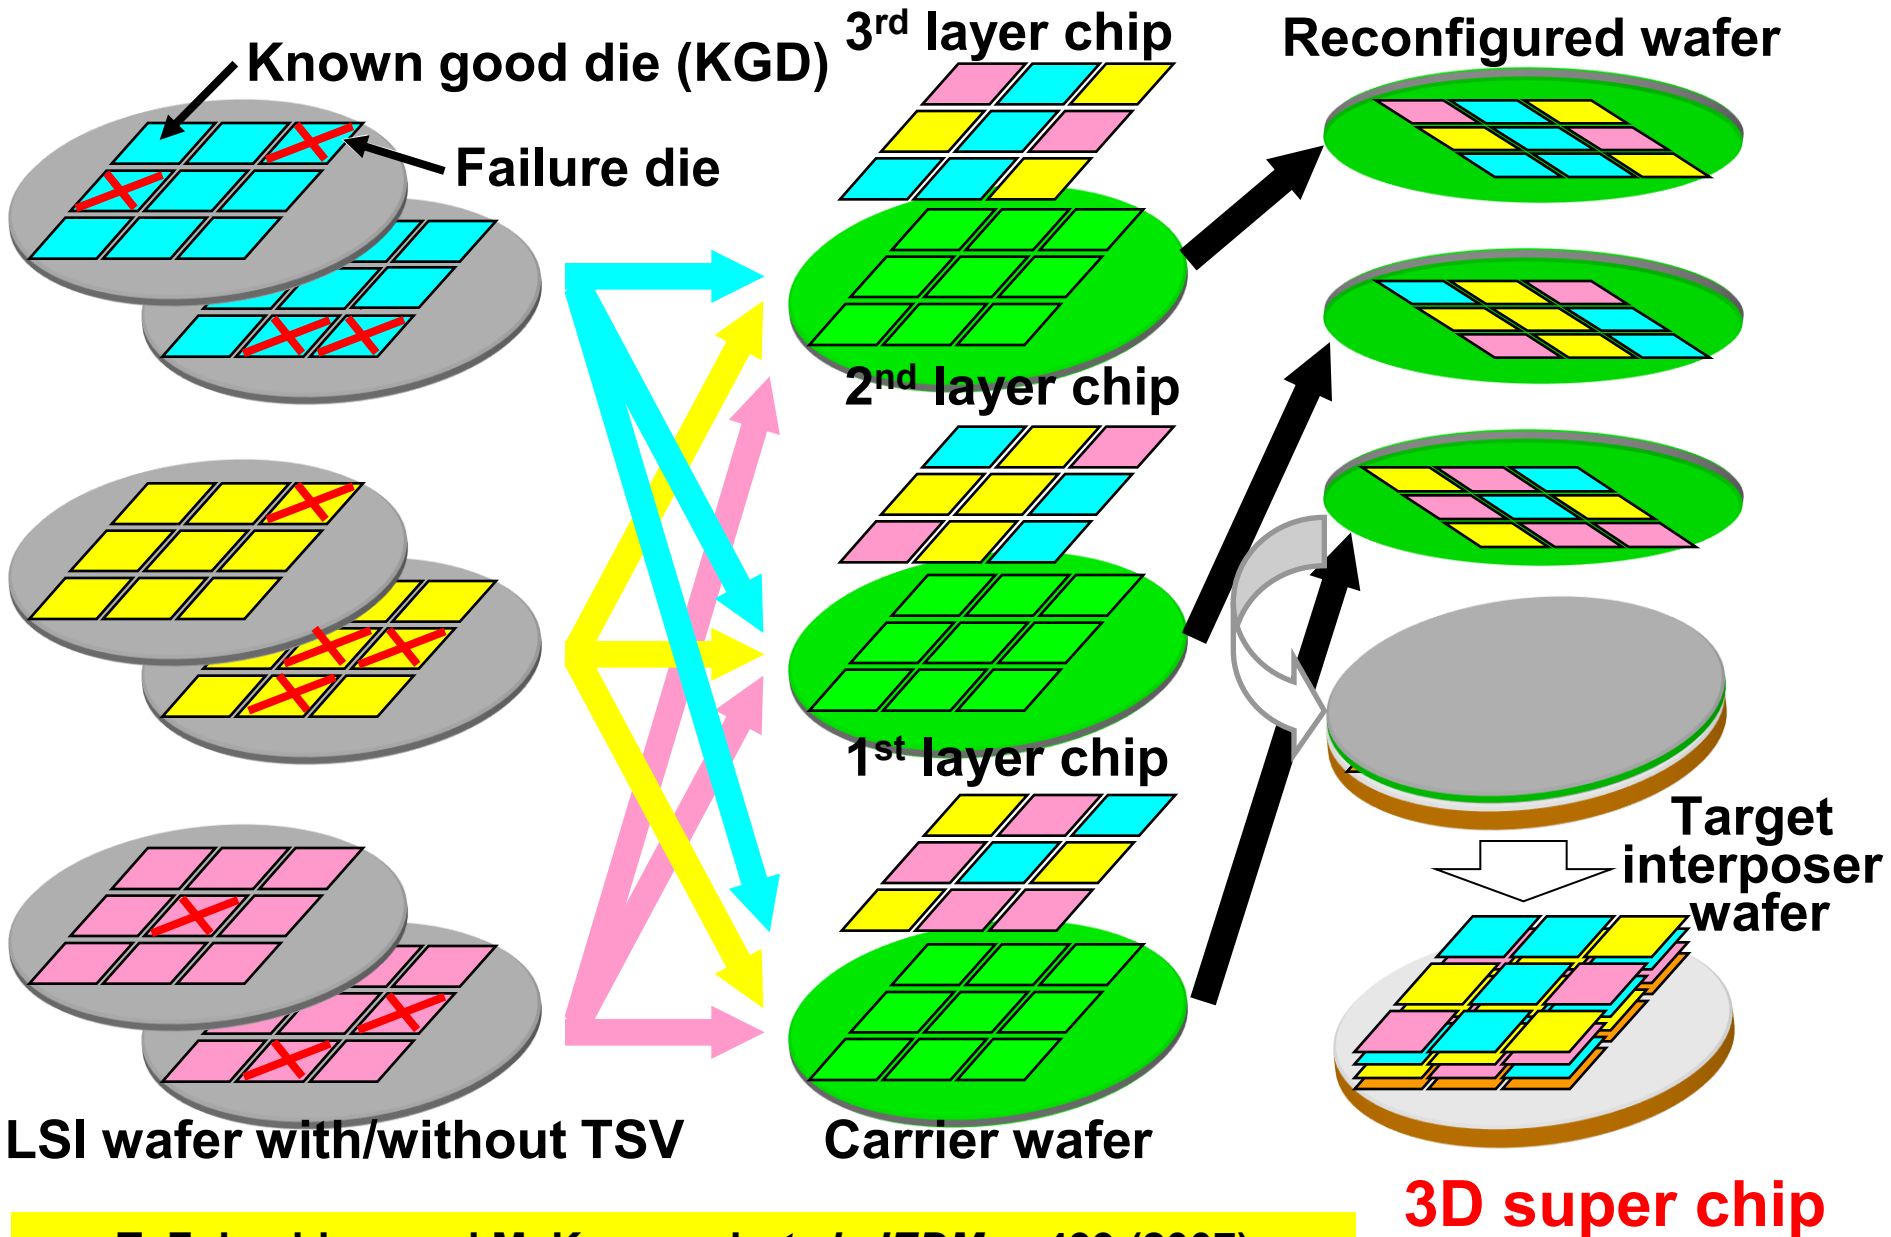 Known good die (KGD)
Failure die
3rd layer chip
Reconfigured wafer
2nd layer chip
1st layer chip
Target
interposer
wafer
LSI wafer with/without TSV
Carrier wafer
3D super chip